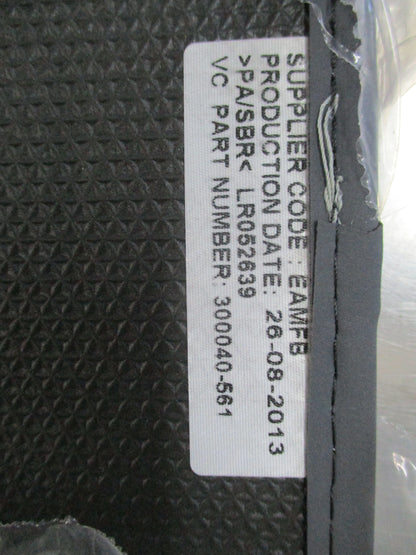 SUPPLIER CODE : EAMFB
PRODUCTION DATE: 26-08-2013
>PA/SBR< LR052639
VC PART NUMBER: 300040-561